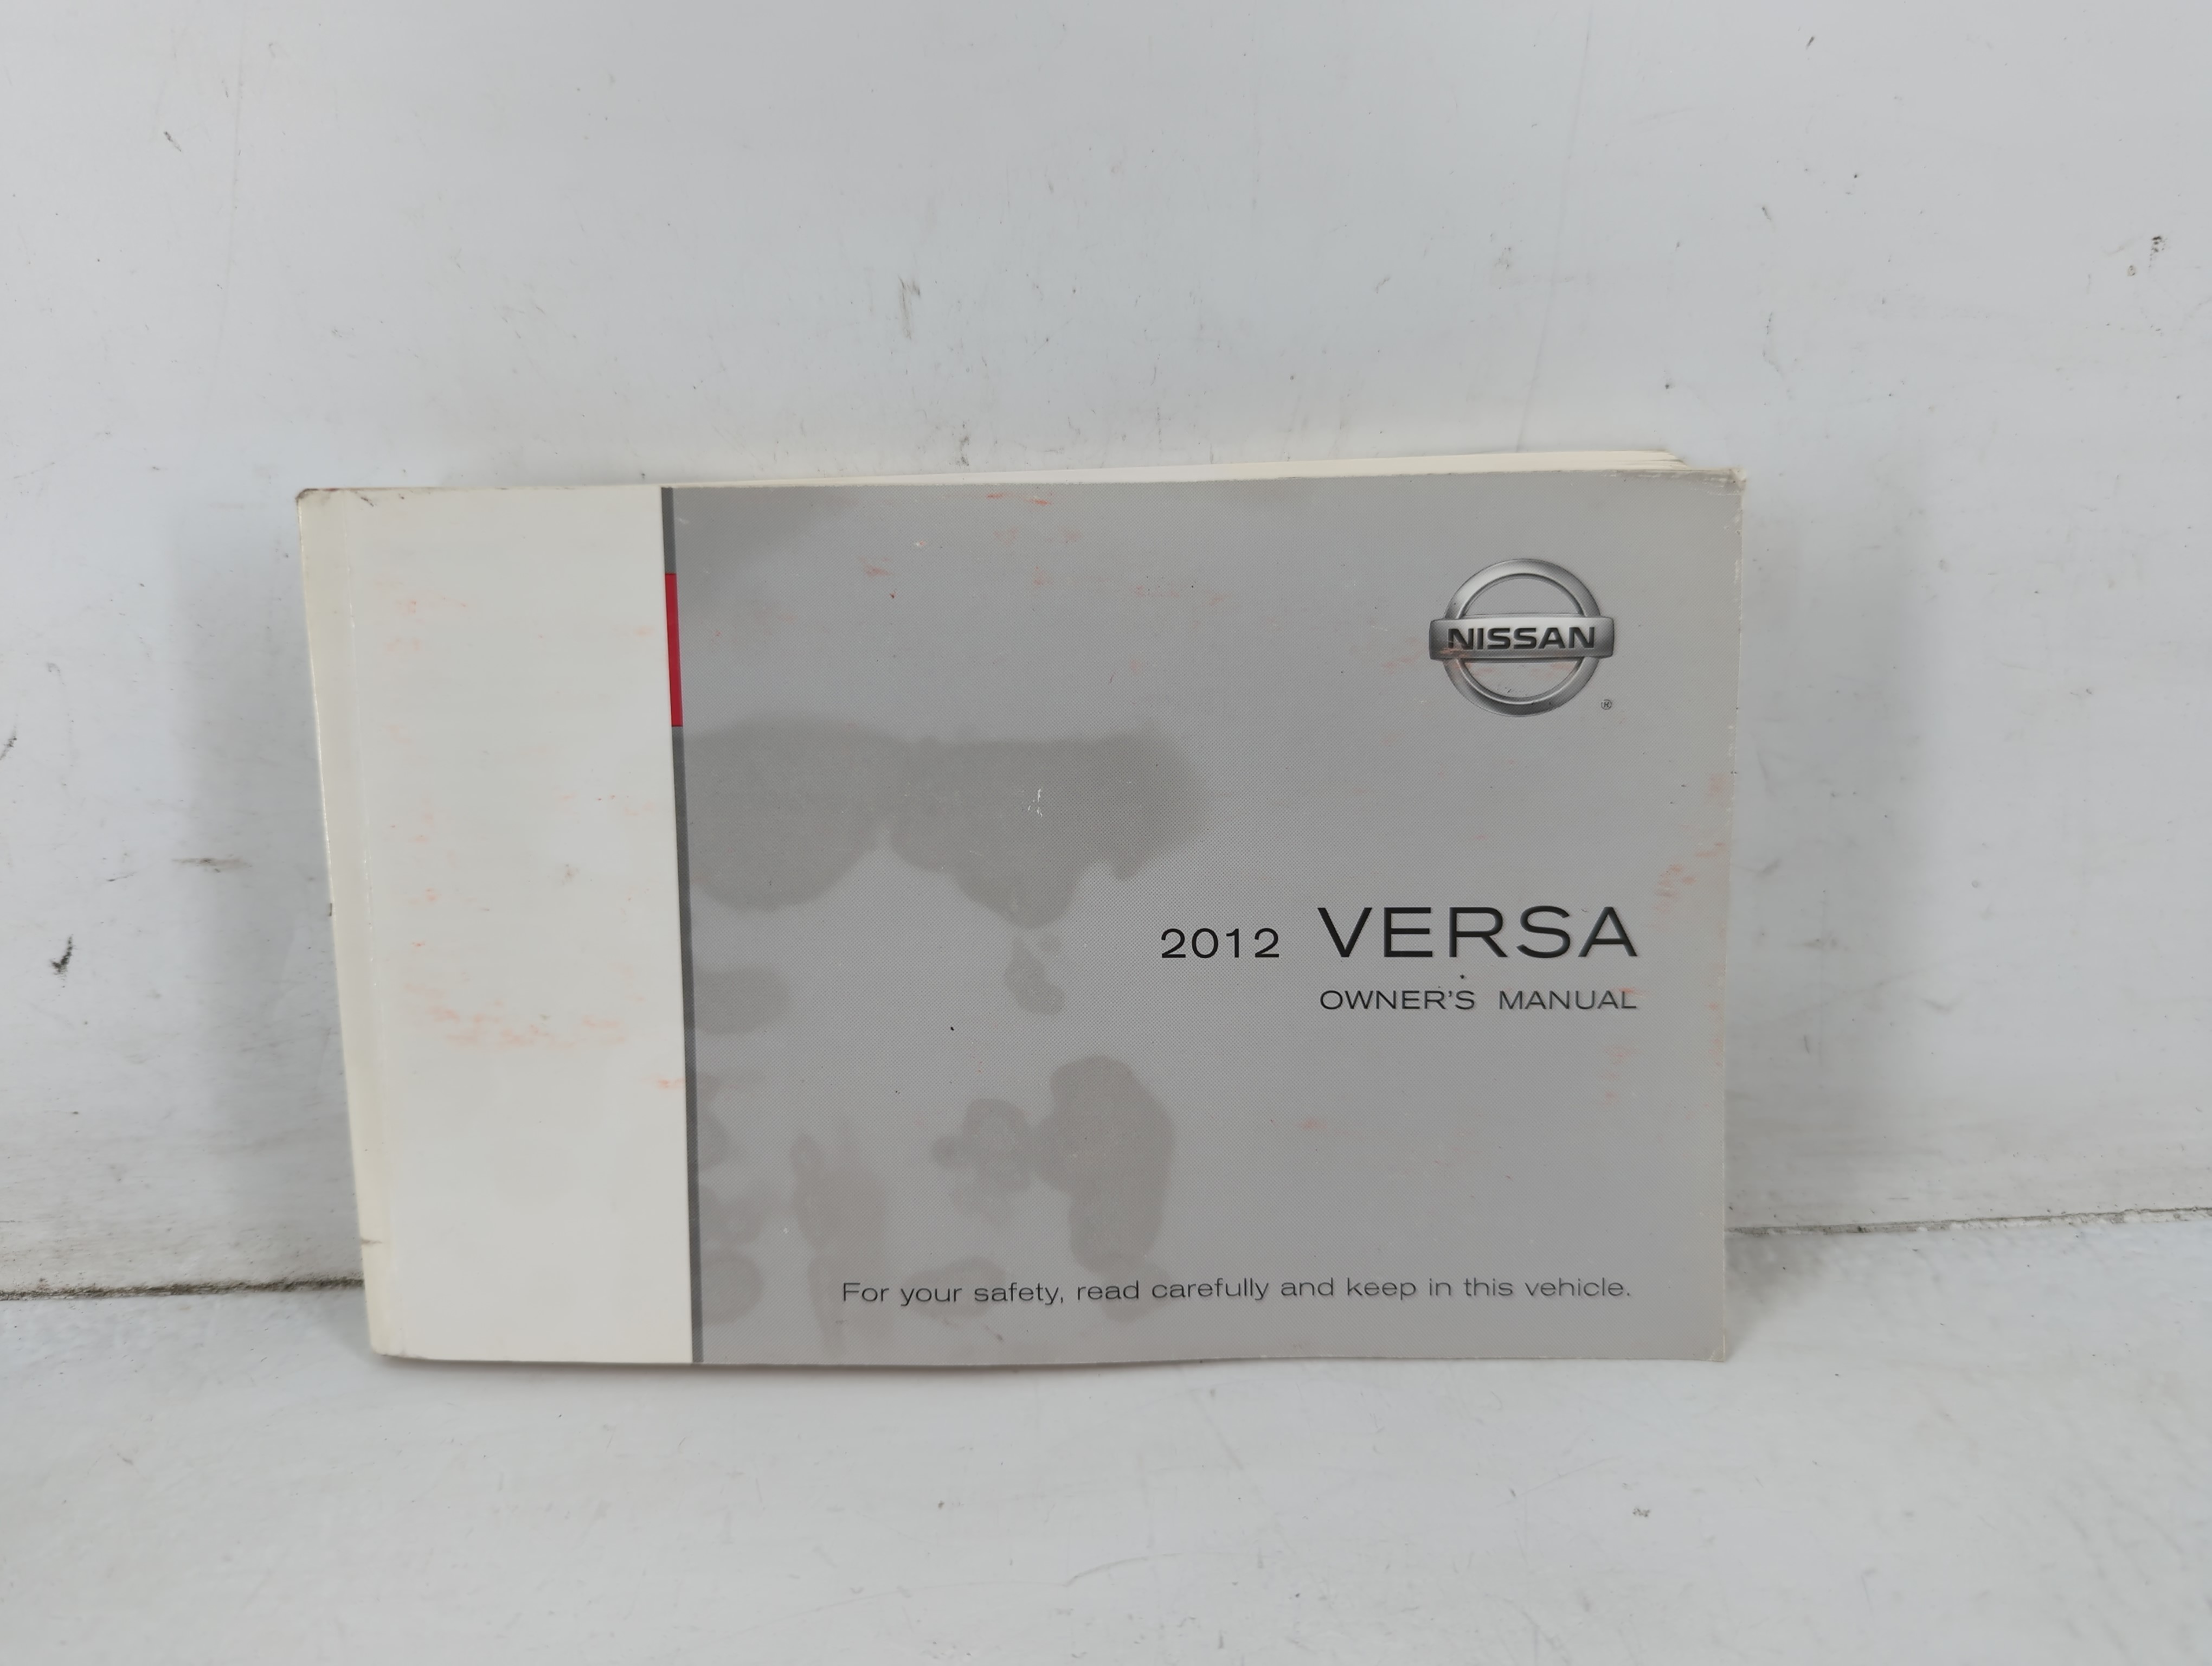 NISSAN
®
2012 VERSA
OWNER'S MANUAL
For your safety, read carefully and keep in this vehicle.